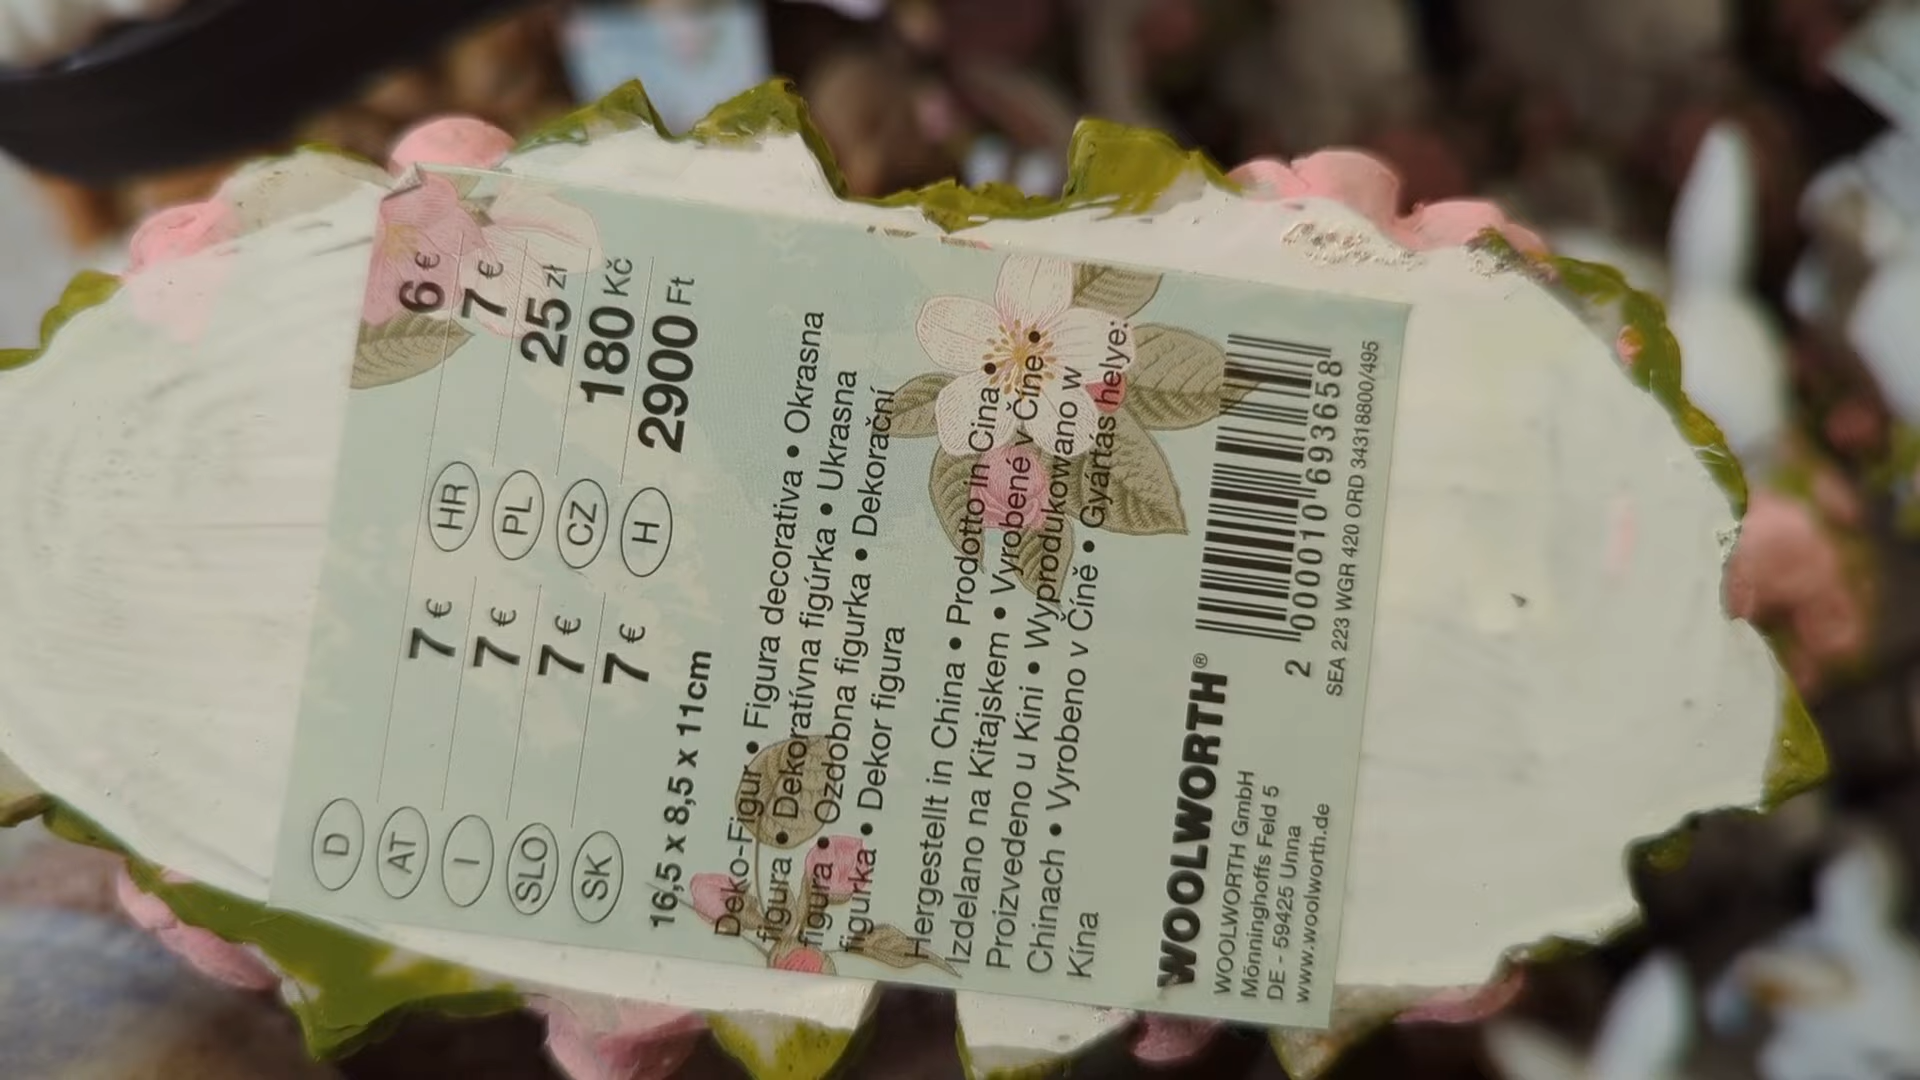 D 6 €
AT 7 € HR 7 €
I 7 € PL 25 zł
SLO 7 € CZ 180 Kč
SK 7 € H 2900 Ft
16,5 x 8,5 x 11cm
Deko-Figur • Figura decorativa • Okrasna
figura • Dekoratívna figúrka • Ukrasna
figura • Ozdobna figurka • Dekorační
figurka • Dekor figura
Hergestellt in China • Prodotto in Cina •
Izdelano na Kitajskem • Vyrobené v Číne •
Proizvedeno u Kini • Wyprodukowano w
Chinach • Vyrobeno v Číně • Gyártás helye:
Kína
WOOLWORTH®
WOOLWORTH GmbH
Mönninghoffs Feld 5
DE - 59425 Unna
www.woolworth.de
2 000010 693658
SEA 223 WGR 420 ORD 34318800/495